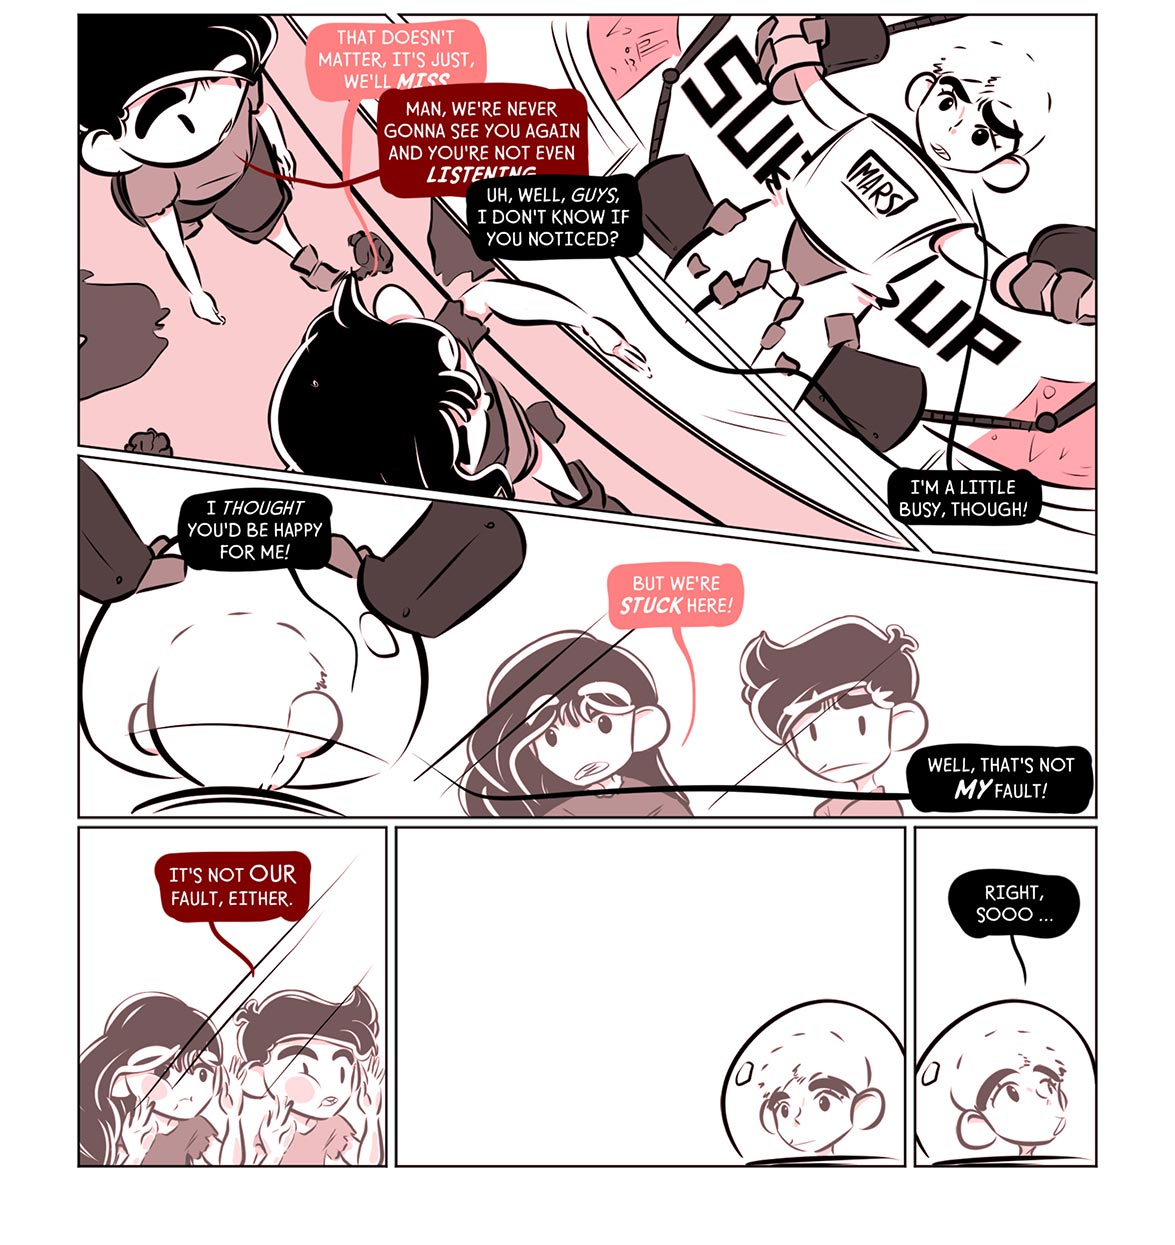 THAT DOESN'T
MATTER, IT'S JUST,
WE'LL MISS
MAN, WE'RE NEVER
GONNA SEE YOU AGAIN
AND YOU'RE NOT EVEN
LISTENING
UH, WELL, GUYS,
I DON'T KNOW IF
YOU NOTICED?
MARS
UP
I'M A LITTLE
BUSY, THOUGH!
I THOUGHT
YOU'D BE HAPPY
FOR ME!
BUT WE'RE
STUCK HERE!
WELL, THAT'S NOT
MY FAULT!
IT'S NOT OUR
FAULT, EITHER.
RIGHT,
SOOO ...